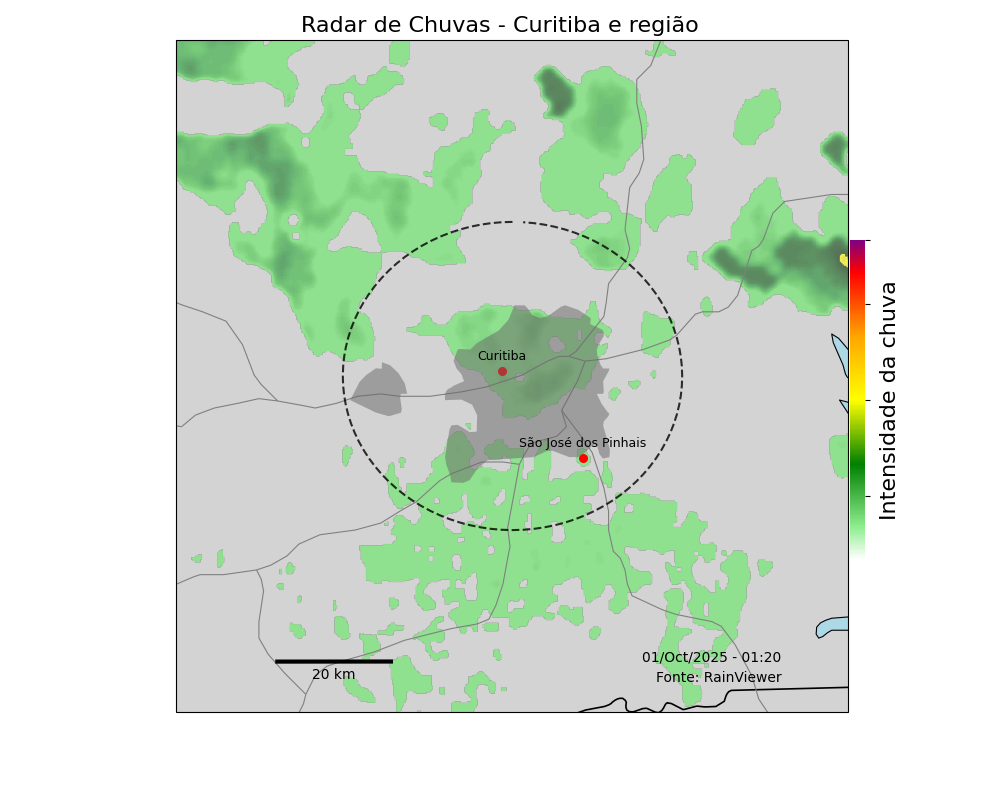 Radar de Chuvas - Curitiba e região
Curitiba
São José dos Pinhais
Intensidade da chuva
20 km
01/Oct/2025 - 01:20
Fonte: RainViewer